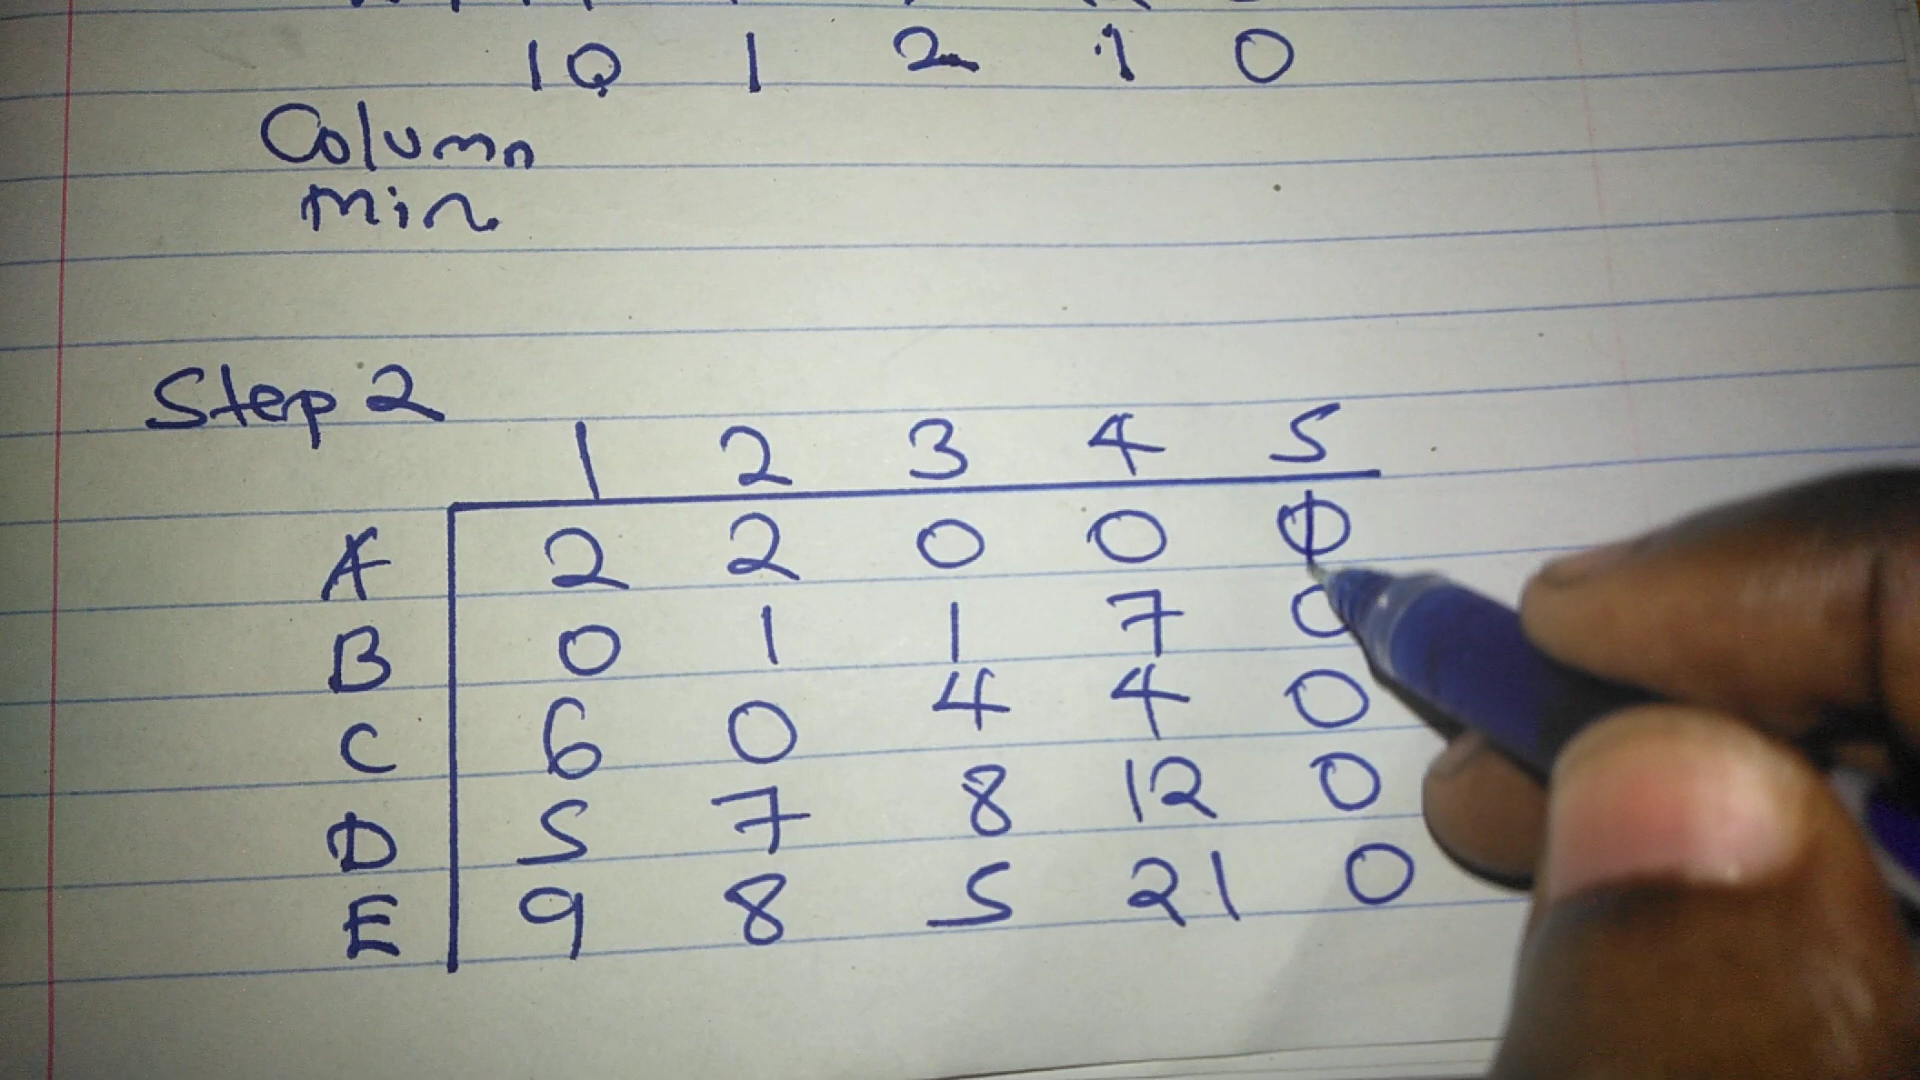 10 1 2 1 0
Column
min
Step 2
1 2 3 4 5
A 2 2 0 0 0
B 0 1 1 7 0
C 6 0 4 4 0
D 5 7 8 12 0
E 9 8 5 21 0